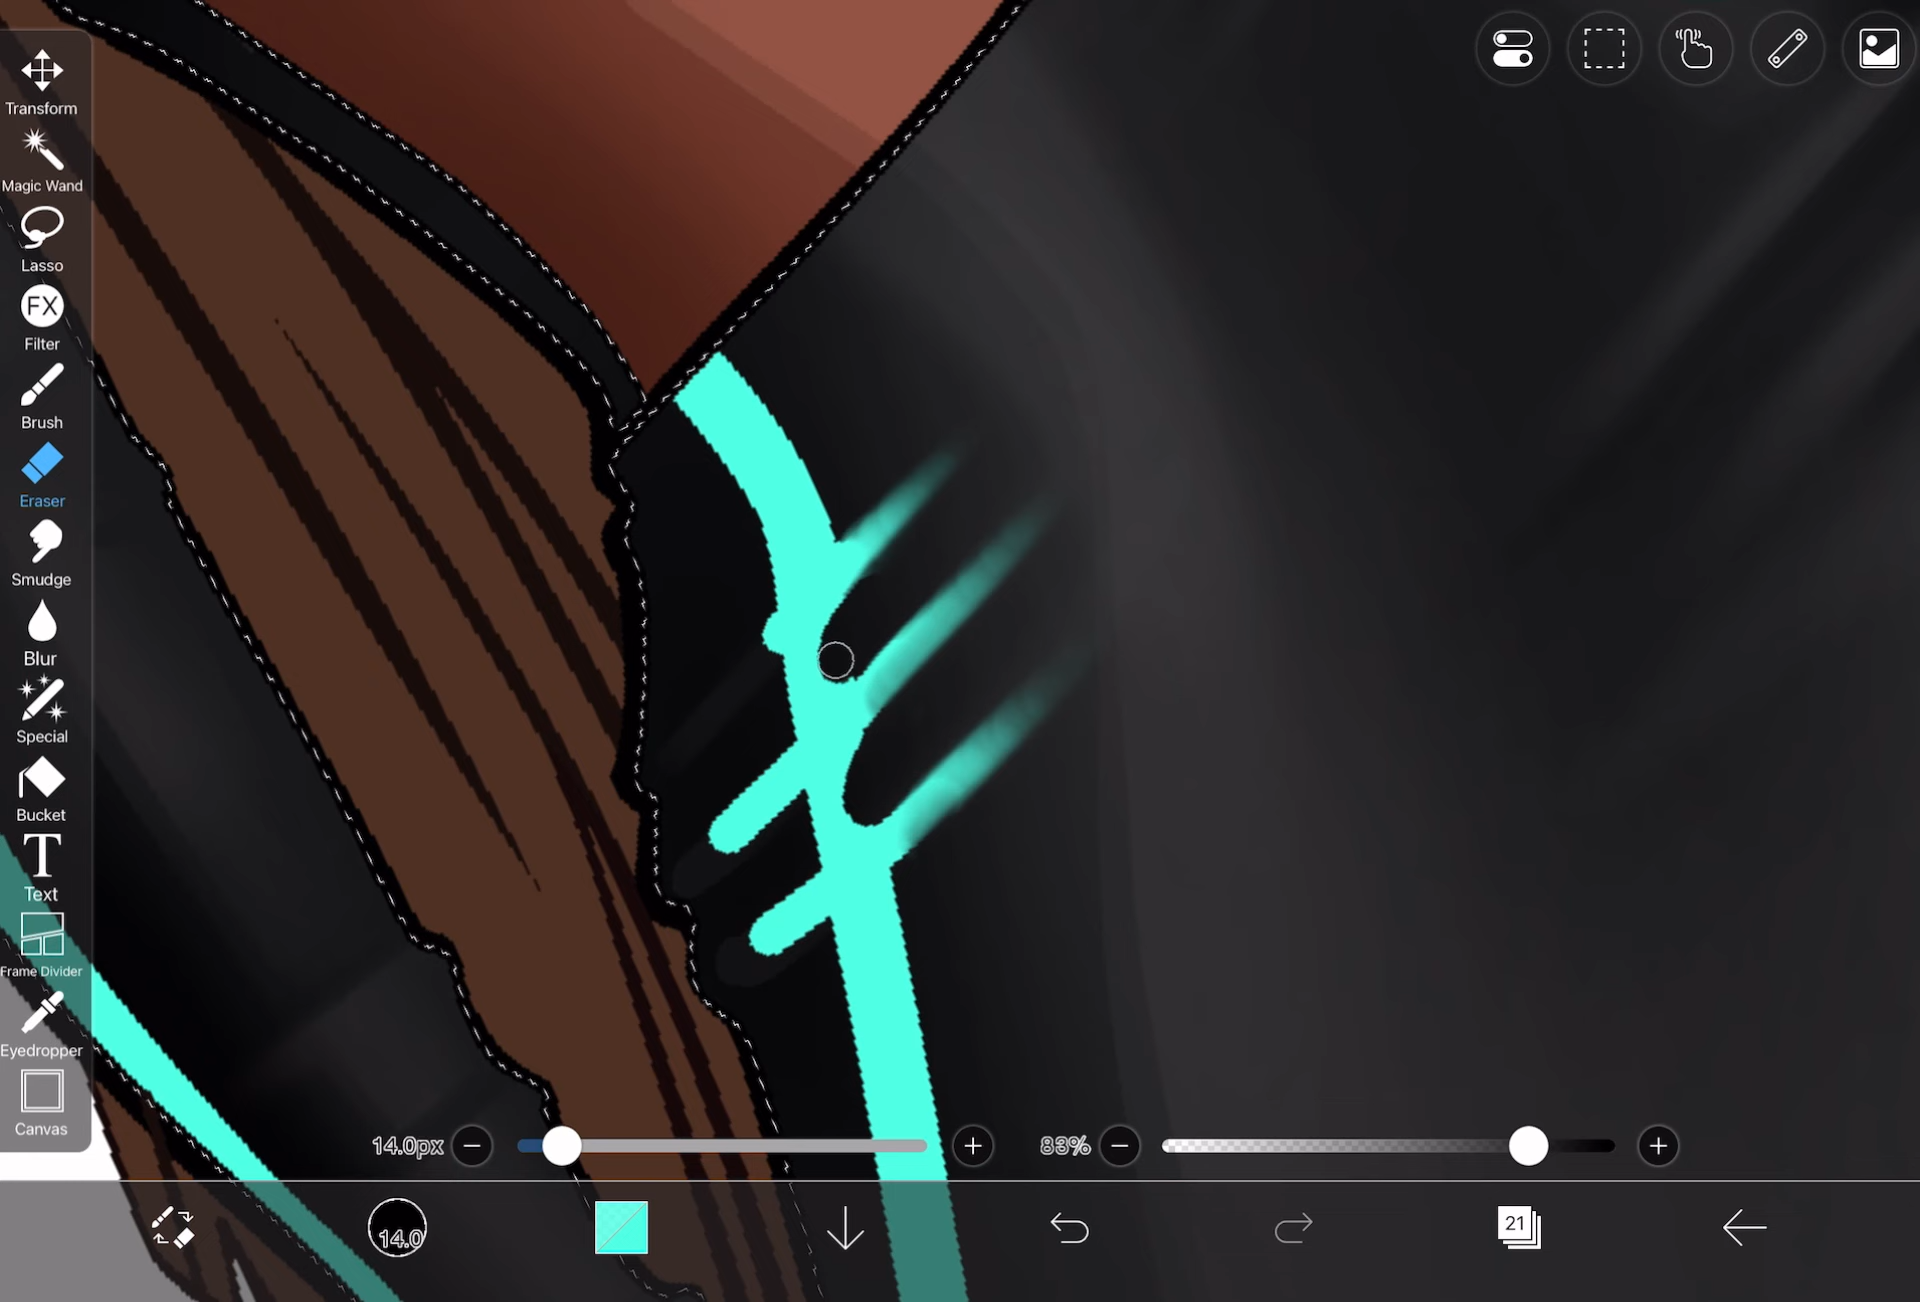 Transform
Magic Wand
Lasso
FX
Filter
Brush
Eraser
Smudge
Blur
Special
Bucket
T
Text
Frame Divider
Eyedropper
Canvas
14.0px
83%
14.0
21